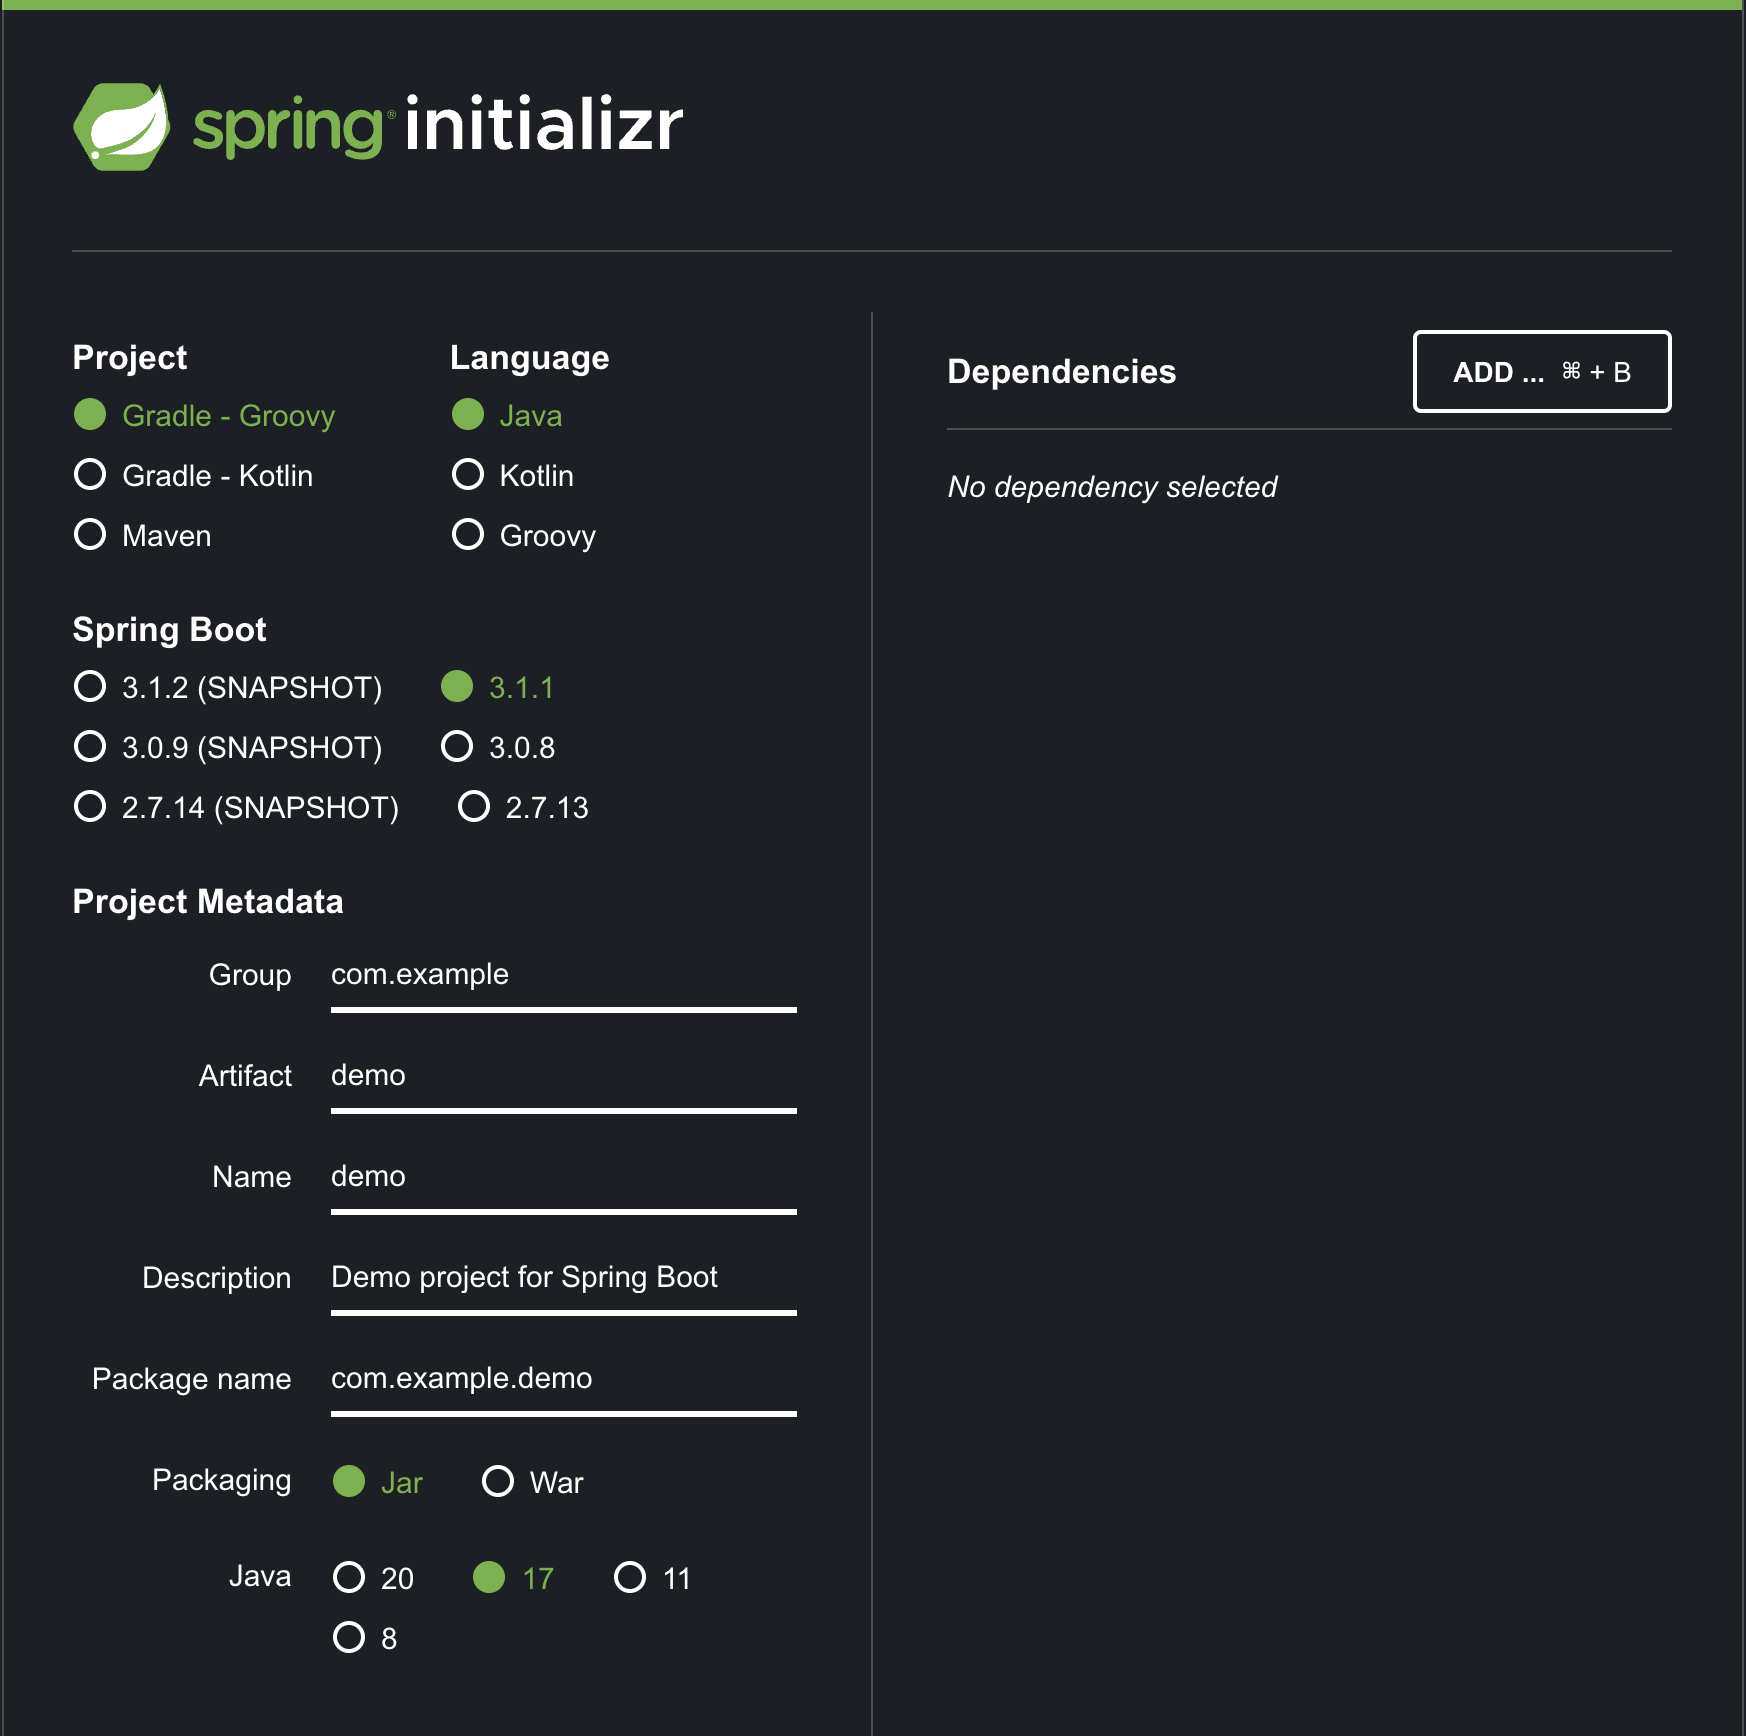 spring® initializr
Project
Gradle - Groovy
Gradle - Kotlin
Maven
Language
Java
Kotlin
Groovy
Spring Boot
3.1.2 (SNAPSHOT) 3.1.1
3.0.9 (SNAPSHOT) 3.0.8
2.7.14 (SNAPSHOT) 2.7.13
Project Metadata
Group com.example
Artifact demo
Name demo
Description Demo project for Spring Boot
Package name com.example.demo
Packaging Jar War
Java 20 17 11
8
Dependencies
ADD ... ⌘ + B
No dependency selected